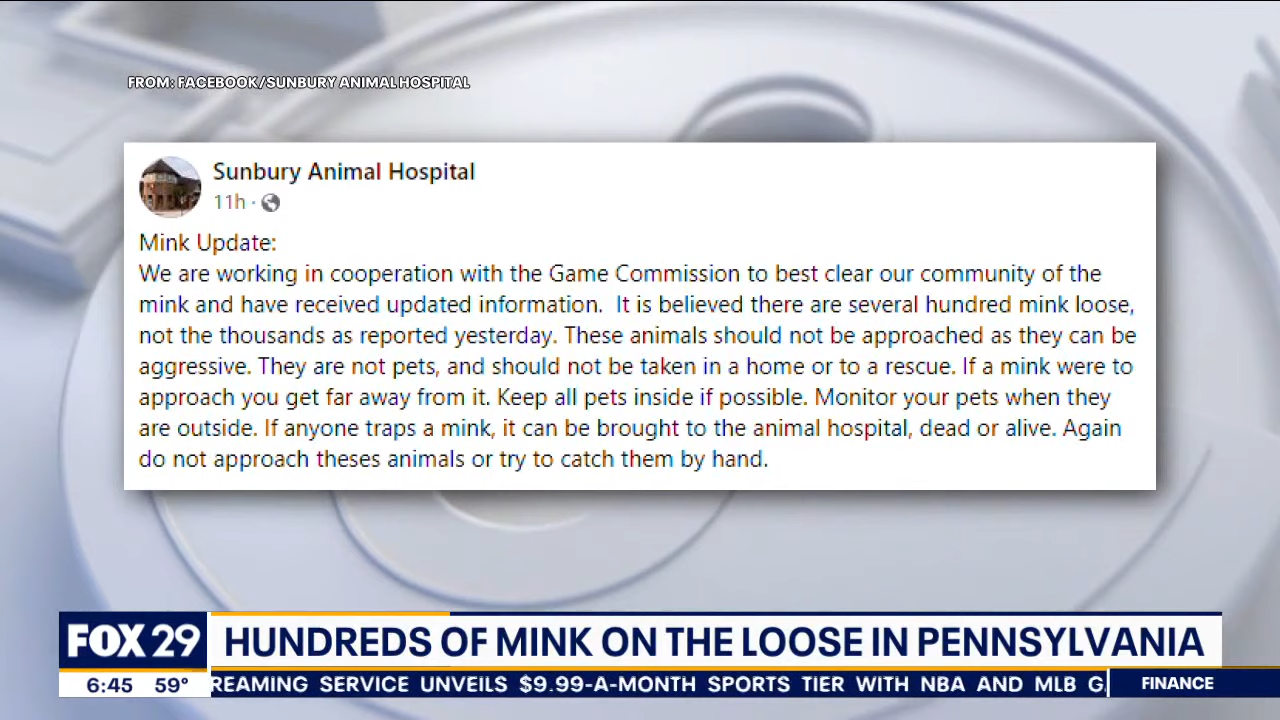 FROM: FACEBOOK/SUNBURY ANIMAL HOSPITAL
Sunbury Animal Hospital
11h ·
Mink Update:
We are working in cooperation with the Game Commission to best clear our community of the
mink and have received updated information. It is believed there are several hundred mink loose,
not the thousands as reported yesterday. These animals should not be approached as they can be
aggressive. They are not pets, and should not be taken in a home or to a rescue. If a mink were to
approach you get far away from it. Keep all pets inside if possible. Monitor your pets when they
are outside. If anyone traps a mink, it can be brought to the animal hospital, dead or alive. Again
do not approach theses animals or try to catch them by hand.
FOX 29
HUNDREDS OF MINK ON THE LOOSE IN PENNSYLVANIA
6:45 59°
REAMING SERVICE UNVEILS $9.99-A-MONTH SPORTS TIER WITH NBA AND MLB G
FINANCE